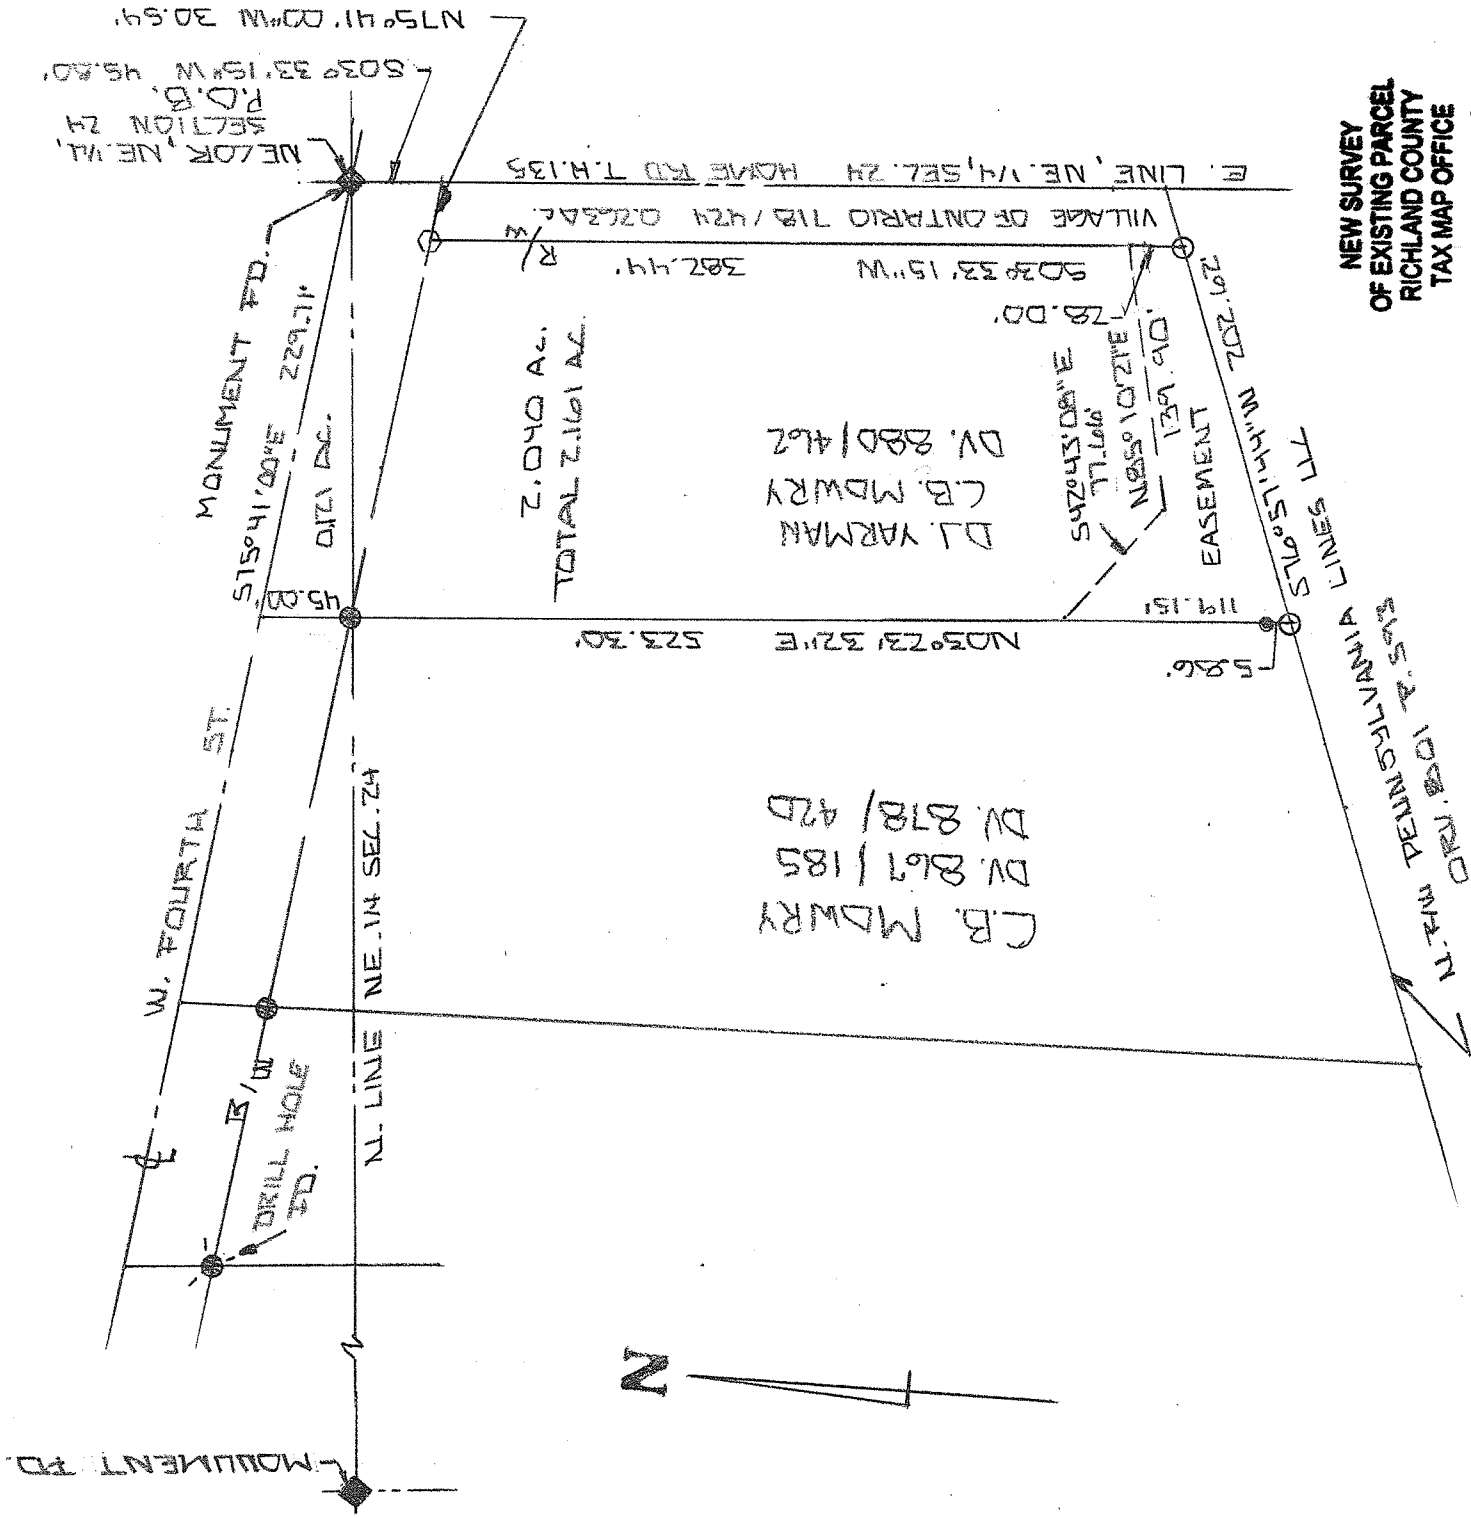 N75°41'00"W 30.54'
S03°33'15"W 45.80'
NE COR, NE. 1/4,
SECTION 24
P.O.B.
MONUMENT FD.
E. LINE, NE. 1/4, SEC. 24 HOME RD T.H. 135
VILLAGE OF ONTARIO 718/424 0.263 AC.
R/W
S03°33'15"W 382.44'
78.00'
S75°41'00"E 229.71'
0.121 AC.
2.040 AC.
TOTAL 2.161 AC.
D.J. YARMAN
C.B. MOWRY
DV. 880/462
S42°43'08"E
77.66'
N85°10'21"E
139.90'
EASEMENT
S76°57'44"W 202.62'
45.00
N03°23'32"E 523.30'
119.15'
5.86'
C.B. MOWRY
DV. 867/185
DV. 878/420
W. FOURTH ST.
N. LINE NE. 1/4 SEC. 24
R/W
DRILL HOLE
FD.
N. R/W PENNSYLVANIA LINES LLC
ORV. 801 P. 593
N
MONUMENT FD.
NEW SURVEY
OF EXISTING PARCEL
RICHLAND COUNTY
TAX MAP OFFICE